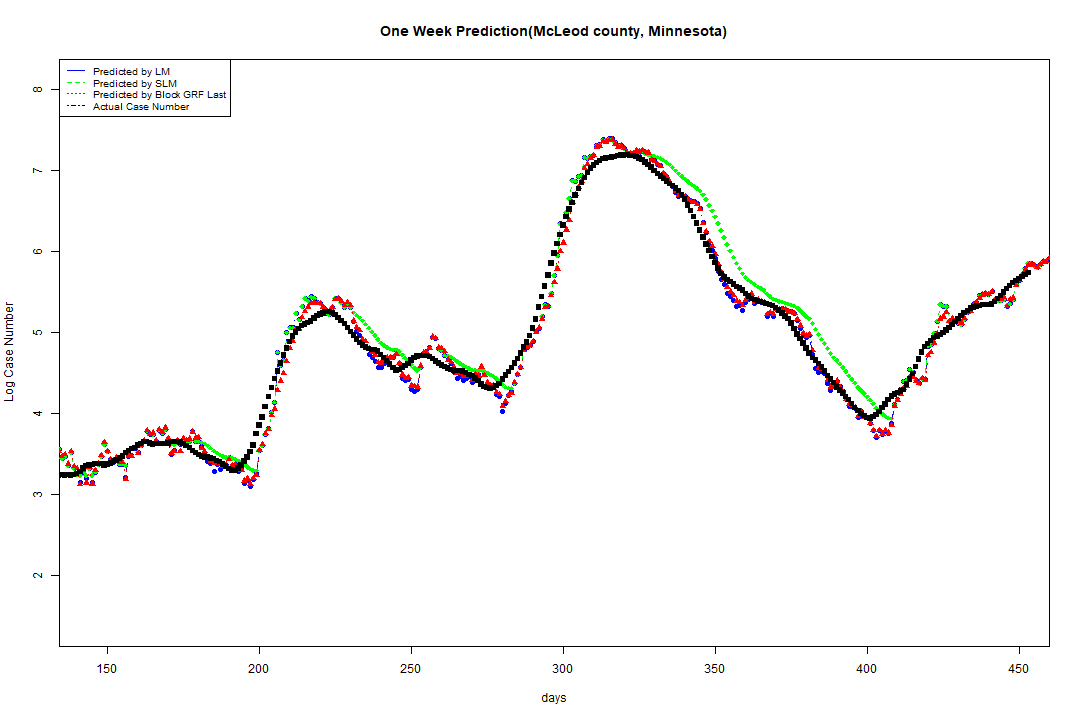 One Week Prediction(McLeod county, Minnesota)
Predicted by LM
Predicted by SLM
Predicted by Block GRF Last
Actual Case Number
8
7
6
5
4
3
2
Log Case Number
150 200 250 300 350 400 450
days